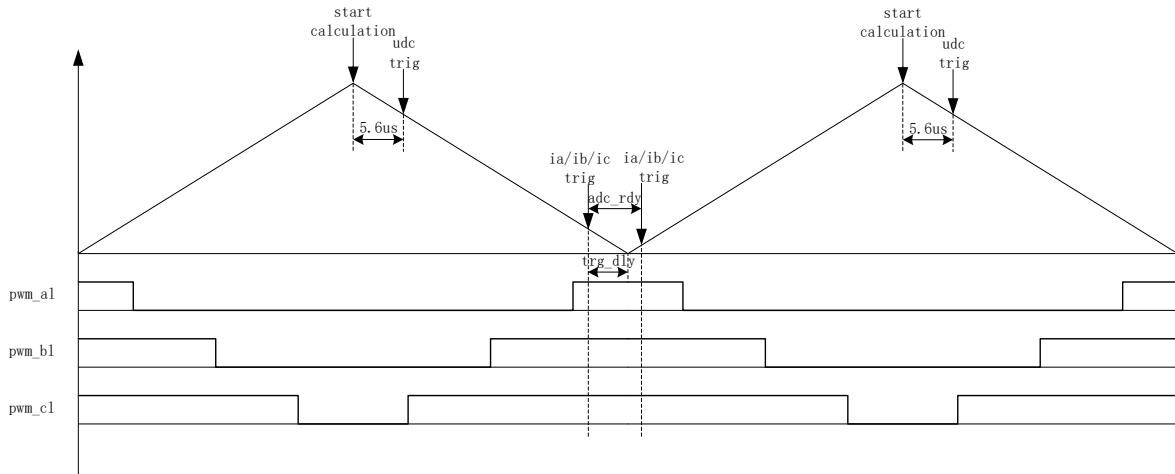 start
calculation
udc
trig
5.6us
ia/ib/ic
trig
ia/ib/ic
trig
adc_rdy
trg_dly
start
calculation
udc
trig
5.6us
pwm_al
pwm_bl
pwm_cl